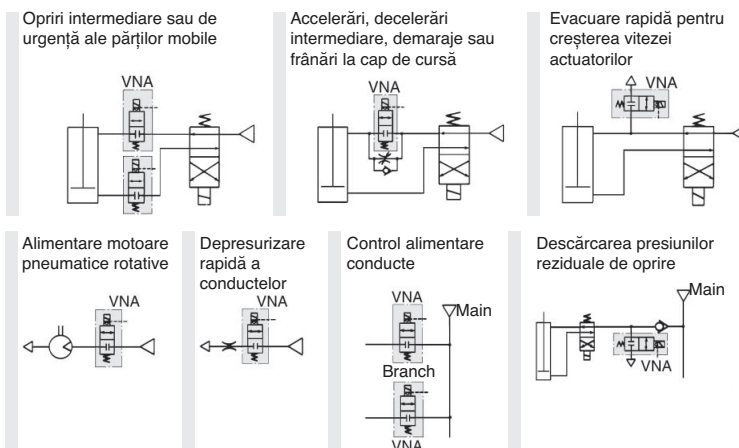 Opriri intermediare sau de
urgență ale părților mobile
VNA
Accelerări, decelerări
intermediare, demaraje sau
frânări la cap de cursă
VNA
Evacuare rapidă pentru
creșterea vitezei
actuatorilor
VNA
Alimentare motoare
pneumatice rotative
VNA
Depresurizare
rapidă a
conductelor
VNA
Control alimentare
conducte
VNA
Main
Branch
VNA
Descărcarea presiunilor
reziduale de oprire
Main
VNA